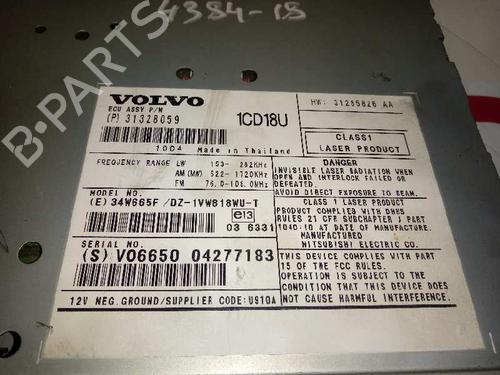 4384-18
VOLVO
ECU ASSY P/N
(P) 31328059
1CD18U
HW: 31285826 AA
1004 Made in Thailand
CLASS1
LASER PRODUCT
FREQUENCY RANGE LW 153- 282KHz
AM (MW) 522- 1720KHz
FM 76.0-108.0MHz
DANGER
INVISIBLE LASER RADIATION WHEN
OPEN AND INTERLOCK FAILED OR
DEFEATED.
AVOID DIRECT EXPOSURE TO BEAM.
MODEL NO.
(E) 34W665F /DZ-1VW818WU-T
e13
03 6331
CLASS 1 LASER PRODUCT
PRODUCT COMPLIES WITH DHHS
RULES 21 CFR SUBCHAPTER J PART
1040.10 AT DATE OF MANUFACTURE.
MANUFACTURED
MITSUBISHI ELECTRIC CO.
SERIAL NO.
(S) V06650 04277183
THIS DEVICE COMPLIES WITH PART
15 OF THE FCC RULES.
OPERATION IS SUBJECT TO THE
CONDITION THAT THIS DEVICE DOES
NOT CAUSE HARMFUL INTERFERENCE.
12V NEG.GROUND/SUPPLIER CODE:U910A
B-PARTS